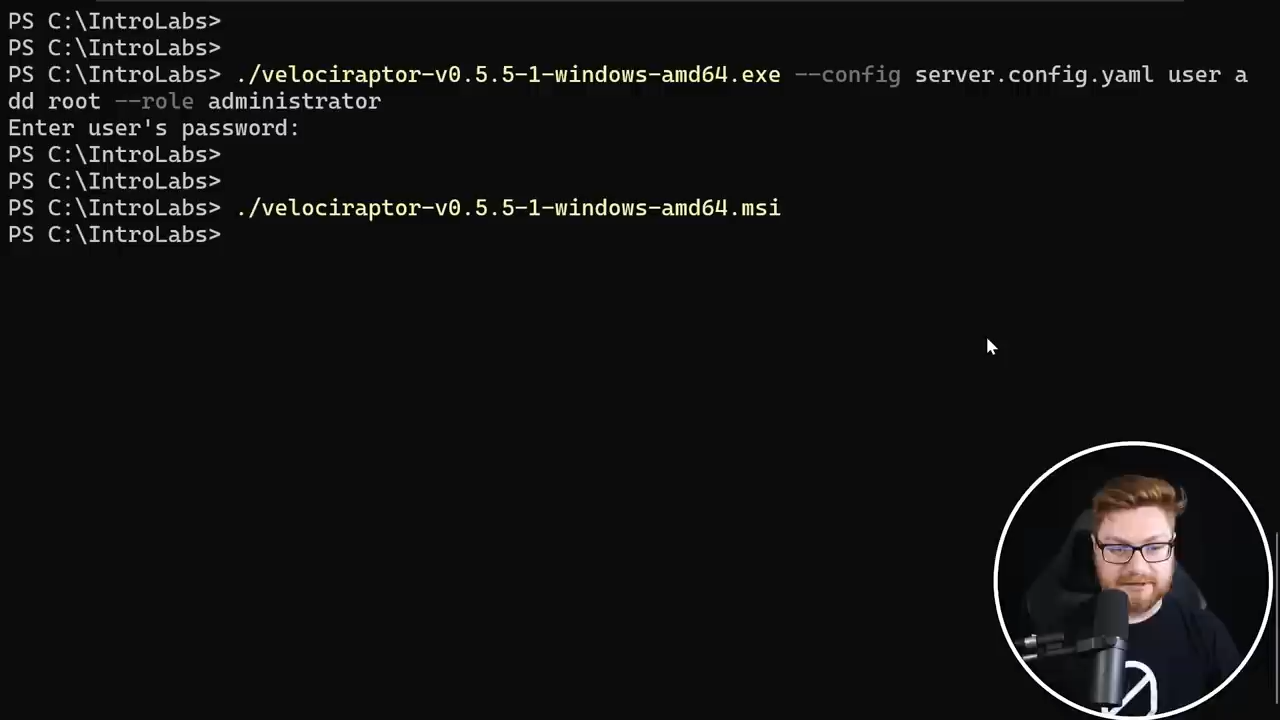 PS C:\IntroLabs>
PS C:\IntroLabs>
PS C:\IntroLabs> ./velociraptor-v0.5.5-1-windows-amd64.exe --config server.config.yaml user a
dd root --role administrator
Enter user's password:
PS C:\IntroLabs>
PS C:\IntroLabs>
PS C:\IntroLabs> ./velociraptor-v0.5.5-1-windows-amd64.msi
PS C:\IntroLabs>